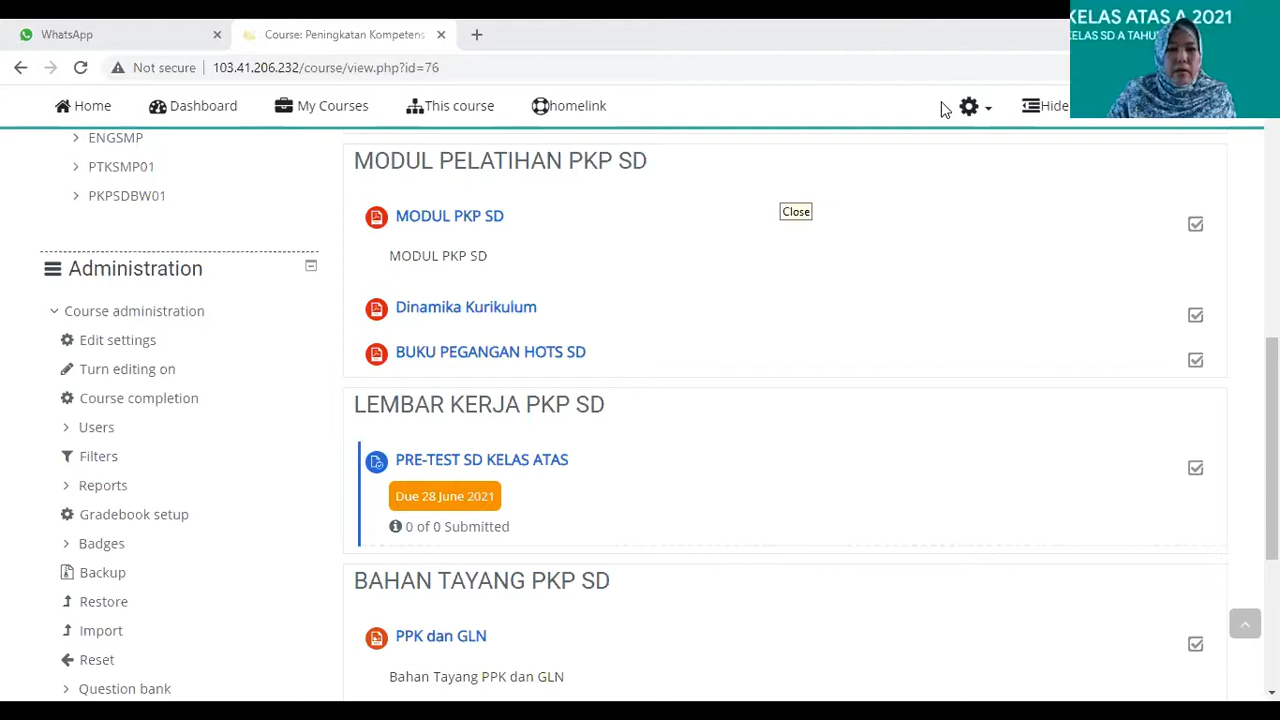 WhatsApp
Course: Peningkatan Kompetens
Not secure
103.41.206.232/course/view.php?id=76
KELAS ATAS A 2021
KELAS SD A TAHU
Home
Dashboard
My Courses
This course
homelink
Hide
ENGSMP
PTKSMP01
PKPSDBW01
Administration
Course administration
Edit settings
Turn editing on
Course completion
Users
Filters
Reports
Gradebook setup
Badges
Backup
Restore
Import
Reset
Question bank
MODUL PELATIHAN PKP SD
MODUL PKP SD
Close
MODUL PKP SD
Dinamika Kurikulum
BUKU PEGANGAN HOTS SD
LEMBAR KERJA PKP SD
PRE-TEST SD KELAS ATAS
Due 28 June 2021
0 of 0 Submitted
BAHAN TAYANG PKP SD
PPK dan GLN
Bahan Tayang PPK dan GLN